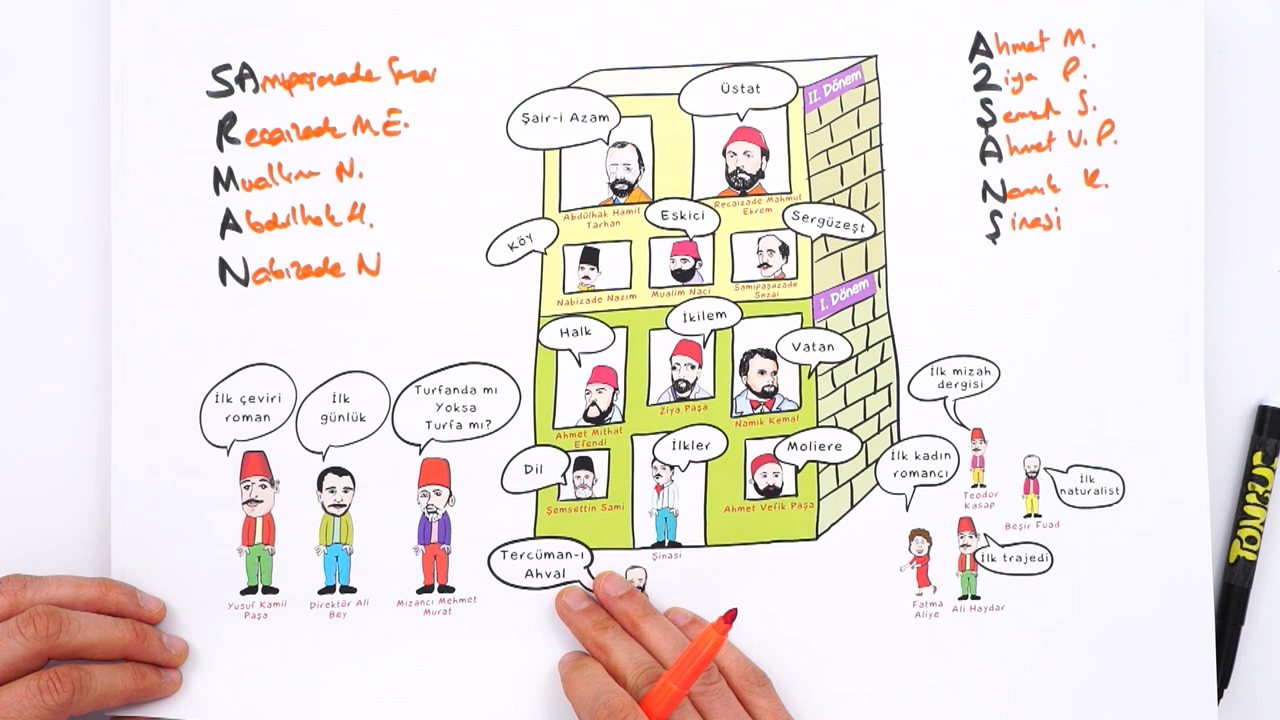 SAmipaşazade Sezai
Recaizade M.E.
Muallim N.
Abdülhak H.
Nabizade N
Ahmet M.
Ziya P.
Şemsett S.
Ahmet V. P.
Namık K.
Şinasi
II. Dönem
Üstat
Şair-i Azam
Abdülhak Hamit
Tarhan
Recaizade Mahmut
Ekrem
Köy
Eskici
Sergüzeşt
Nabizade Nazım
Mualim Naci
Samipaşazade
Sezai
I. Dönem
Halk
İkilem
Vatan
Ahmet Mithat
Efendi
Ziya Paşa
Namık Kemal
Dil
İlkler
Moliere
Şemsettin Sami
Şinasi
Ahmet Vefik Paşa
Tercüman-ı
Ahval
İlk çeviri
roman
İlk
günlük
Turfanda mı
Yoksa
Turfa mı?
Yusuf Kamil
Paşa
Direktör Ali
Bey
Mizancı Mehmet
Murat
İlk mizah
dergisi
İlk kadın
romancı
Teodor
Kasap
İlk
naturalist
Beşir Fuad
İlk trajedi
Fatma
Aliye
Ali Haydar